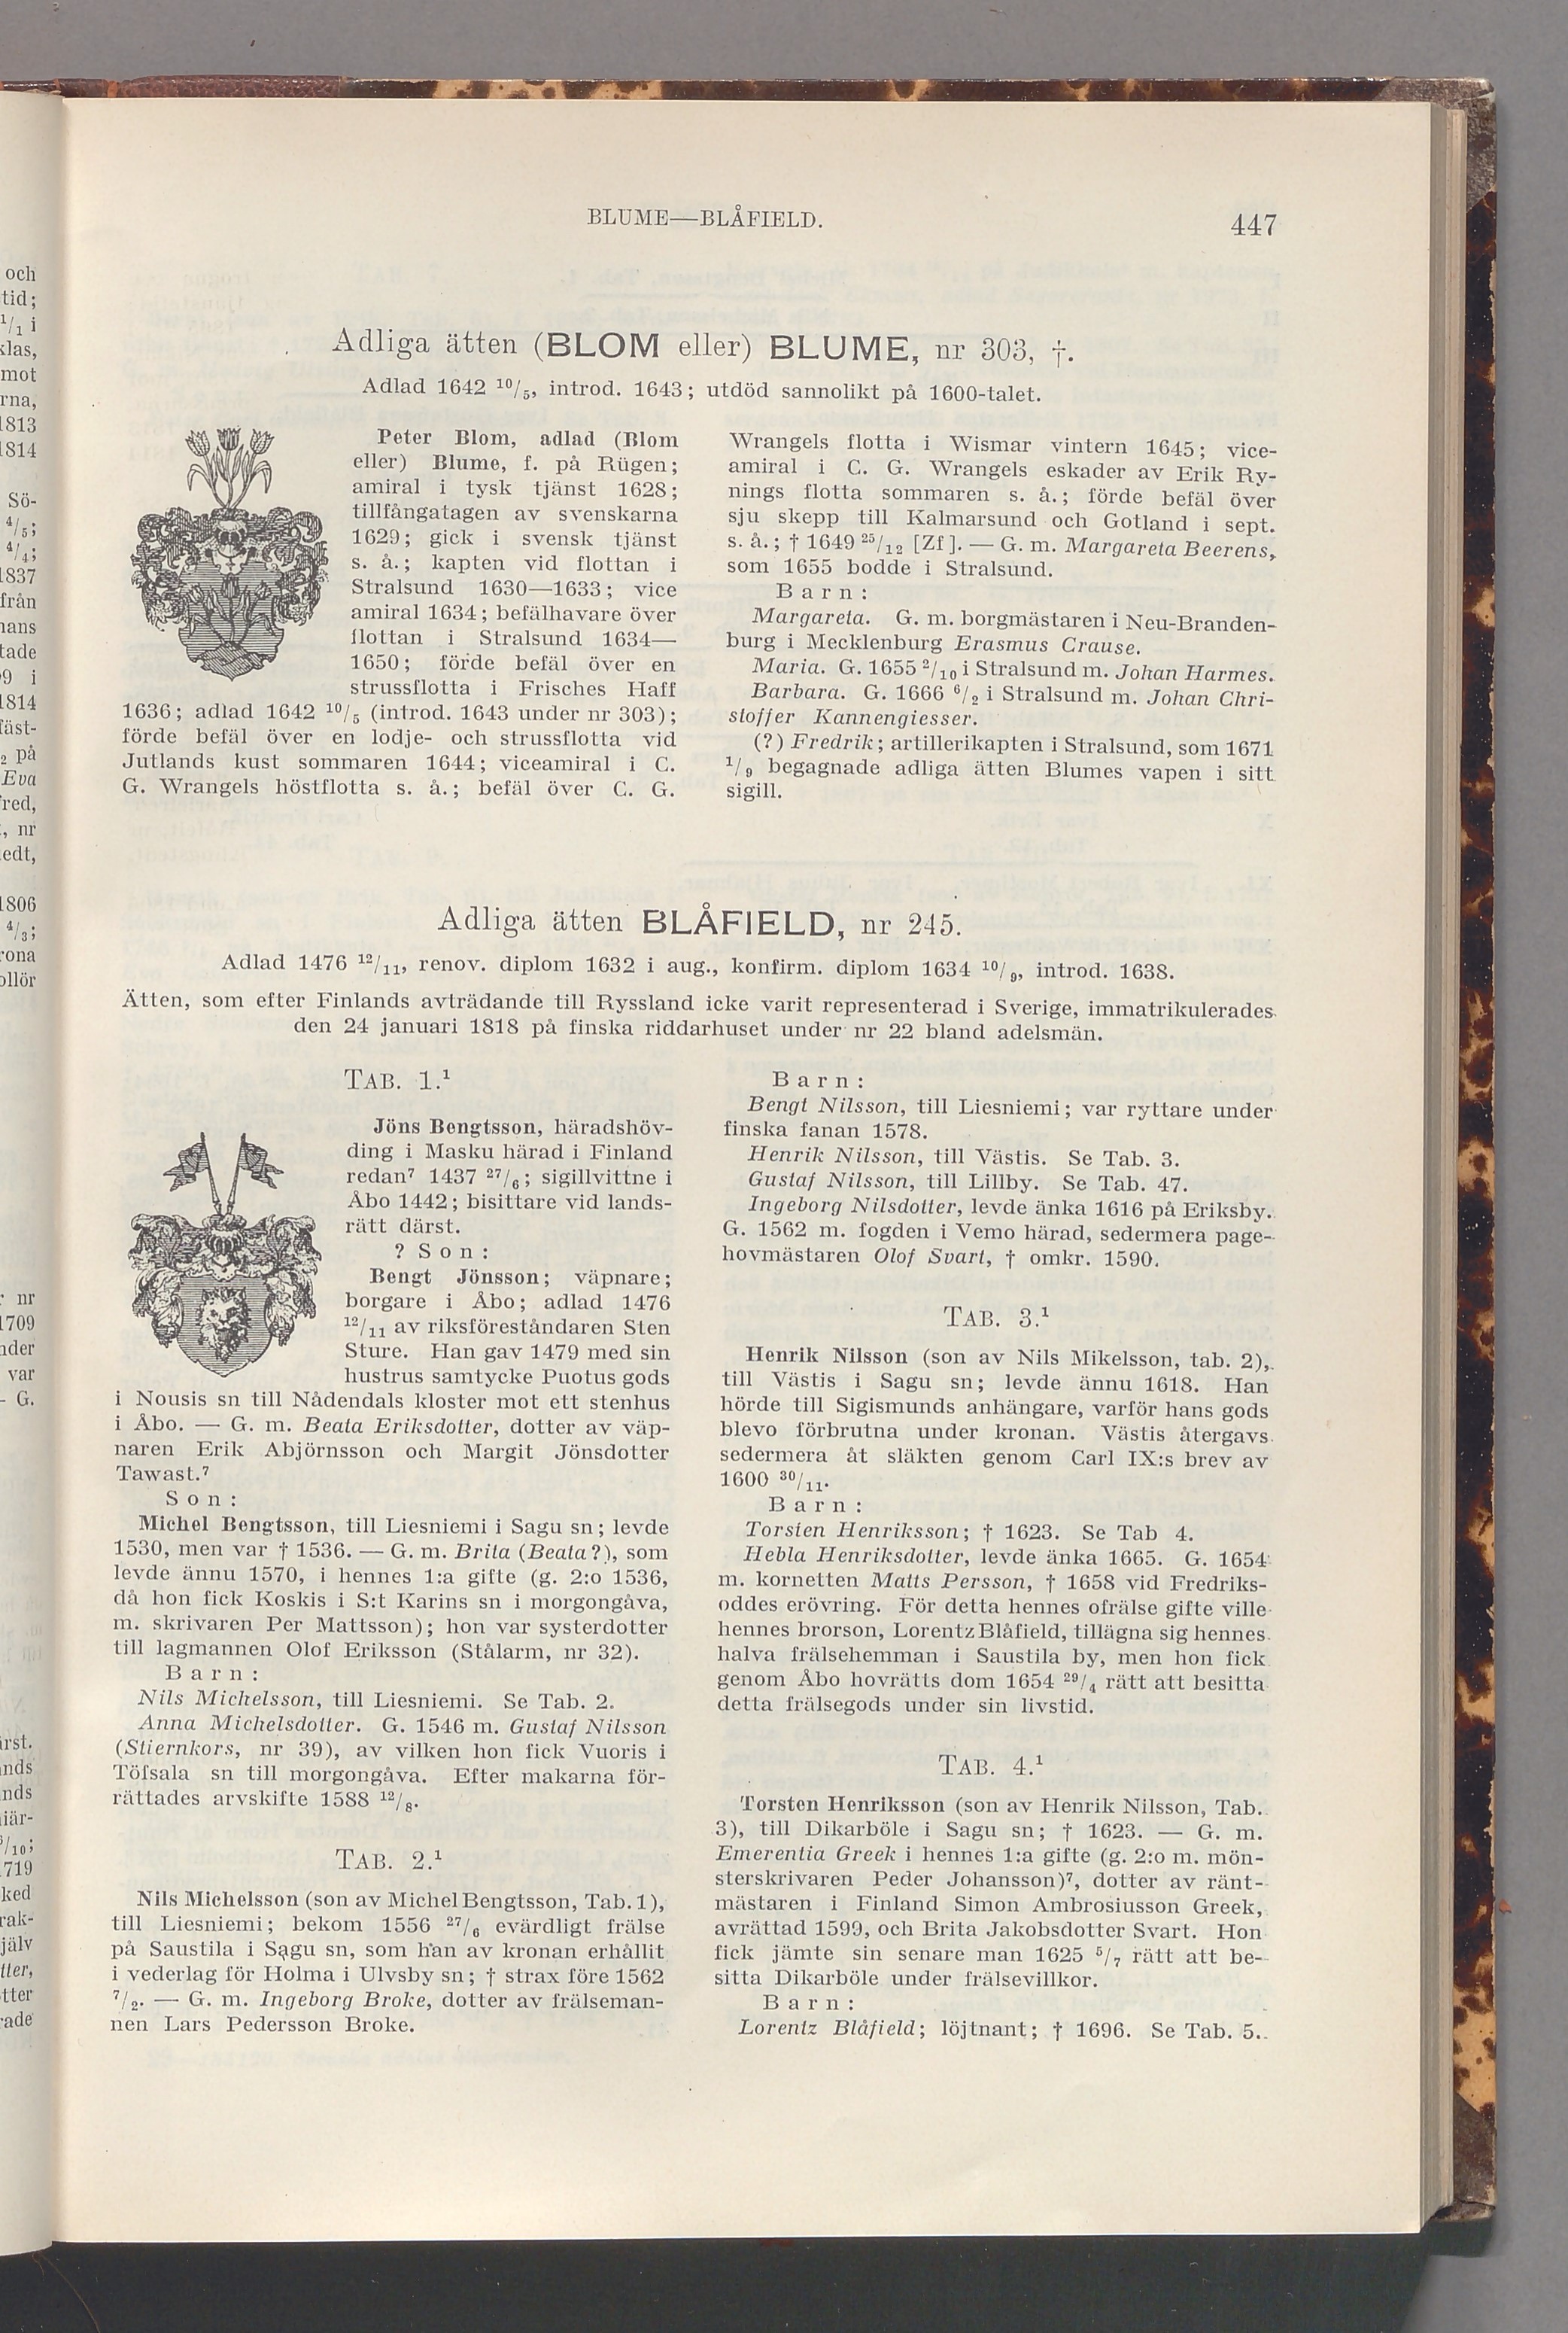 BLUME—BLÅFIELD.
447
Adliga ätten (BLOM eller) BLUME, nr 303, †.
Adlad 1642 10/5, introd. 1643; utdöd sannolikt på 1600-talet.
Peter Blom, adlad (Blom
eller) Blume, f. på Rügen;
amiral i tysk tjänst 1628;
tillfångatagen av svenskarna
1629; gick i svensk tjänst
s. å.; kapten vid flottan i
Stralsund 1630—1633; vice
amiral 1634; befälhavare över
flottan i Stralsund 1634—
1650; förde befäl över en
strussflotta i Frisches Haff
1636; adlad 1642 10/5 (introd. 1643 under nr 303);
förde befäl över en lodje- och strussflotta vid
Jutlands kust sommaren 1644; viceamiral i C.
G. Wrangels höstflotta s. å.; befäl över C. G.
Wrangels flotta i Wismar vintern 1645; vice-
amiral i C. G. Wrangels eskader av Erik Ry-
nings flotta sommaren s. å.; förde befäl över
sju skepp till Kalmarsund och Gotland i sept.
s. å.; † 1649 25/12 [Zf]. — G. m. Margareta Beerens,
som 1655 bodde i Stralsund.
Barn:
Margareta. G. m. borgmästaren i Neu-Branden-
burg i Mecklenburg Erasmus Crause.
Maria. G. 1655 2/10 i Stralsund m. Johan Harmes.
Barbara. G. 1666 6/2 i Stralsund m. Johan Chri-
stoffer Kannengiesser.
(?) Fredrik; artillerikapten i Stralsund, som 1671
1/9 begagnade adliga ätten Blumes vapen i sitt
sigill.
Adliga ätten BLÅFIELD, nr 245.
Adlad 1476 12/11, renov. diplom 1632 i aug., konfirm. diplom 1634 10/9, introd. 1638.
Ätten, som efter Finlands avträdande till Ryssland icke varit representerad i Sverige, immatrikulerades
den 24 januari 1818 på finska riddarhuset under nr 22 bland adelsmän.
TAB. 1.¹
Jöns Bengtsson, häradshöv-
ding i Masku härad i Finland
redan⁷ 1437 27/6; sigillvittne i
Åbo 1442; bisittare vid lands-
rätt därst.
? Son:
Bengt Jönsson; väpnare;
borgare i Åbo; adlad 1476
12/11 av riksföreståndaren Sten
Sture. Han gav 1479 med sin
hustrus samtycke Puotus gods
i Nousis sn till Nådendals kloster mot ett stenhus
i Åbo. — G. m. Beata Eriksdotter, dotter av väp-
naren Erik Abjörnsson och Margit Jönsdotter
Tawast.⁷
Son:
Michel Bengtsson, till Liesniemi i Sagu sn; levde
1530, men var † 1536. — G. m. Brita (Beata?), som
levde ännu 1570, i hennes 1:a gifte (g. 2:o 1536,
då hon fick Koskis i S:t Karins sn i morgongåva,
m. skrivaren Per Mattsson); hon var systerdotter
till lagmannen Olof Eriksson (Stålarm, nr 32).
Barn:
Nils Michelsson, till Liesniemi. Se Tab. 2.
Anna Michelsdotter. G. 1546 m. Gustaf Nilsson
(Stiernkors, nr 39), av vilken hon fick Vuoris i
Töfsala sn till morgongåva. Efter makarna för-
rättades arvskifte 1588 12/8.
TAB. 2.¹
Nils Michelsson (son av Michel Bengtsson, Tab. 1),
till Liesniemi; bekom 1556 27/6 evärdligt frälse
på Saustila i Sagu sn, som han av kronan erhållit
i vederlag för Holma i Ulvsby sn; † strax före 1562
7/2. — G. m. Ingeborg Broke, dotter av frälseman-
nen Lars Pedersson Broke.
Barn:
Bengt Nilsson, till Liesniemi; var ryttare under
finska fanan 1578.
Henrik Nilsson, till Västis. Se Tab. 3.
Gustaf Nilsson, till Lillby. Se Tab. 47.
Ingeborg Nilsdotter, levde änka 1616 på Eriksby.
G. 1562 m. fogden i Vemo härad, sedermera page-
hovmästaren Olof Svart, † omkr. 1590.
TAB. 3.¹
Henrik Nilsson (son av Nils Mikelsson, tab. 2),
till Västis i Sagu sn; levde ännu 1618. Han
hörde till Sigismunds anhängare, varför hans gods
blevo förbrutna under kronan. Västis återgavs
sedermera åt släkten genom Carl IX:s brev av
1600 30/11.
Barn:
Torsten Henriksson; † 1623. Se Tab 4.
Hebla Henriksdotter, levde änka 1665. G. 1654
m. kornetten Matts Persson, † 1658 vid Fredriks-
oddes erövring. För detta hennes ofrälse gifte ville
hennes brorson, Lorentz Blåfield, tillägna sig hennes
halva frälsehemman i Saustila by, men hon fick
genom Åbo hovrätts dom 1654 29/4 rätt att besitta
detta frälsegods under sin livstid.
TAB. 4.¹
Torsten Henriksson (son av Henrik Nilsson, Tab.
3), till Dikarböle i Sagu sn; † 1623. — G. m.
Emerentia Greek i hennes 1:a gifte (g. 2:o m. mön-
sterskrivaren Peder Johansson)⁷, dotter av ränt-
mästaren i Finland Simon Ambrosiusson Greek,
avrättad 1599, och Brita Jakobsdotter Svart. Hon
fick jämte sin senare man 1625 5/7 rätt att be-
sitta Dikarböle under frälsevillkor.
Barn:
Lorentz Blåfield; löjtnant; † 1696. Se Tab. 5.